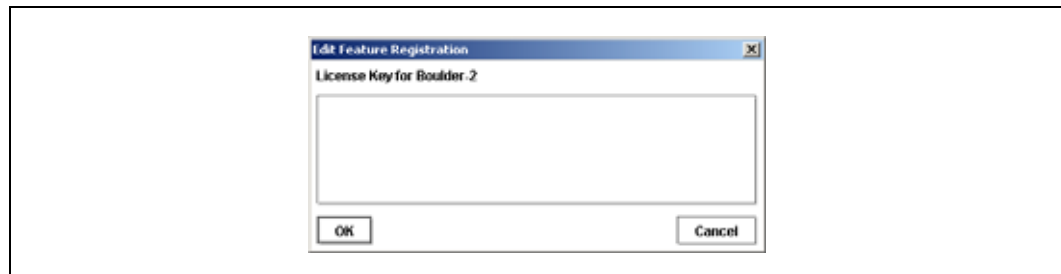 Edit Feature Registration
License Key for Boulder-2
OK
Cancel